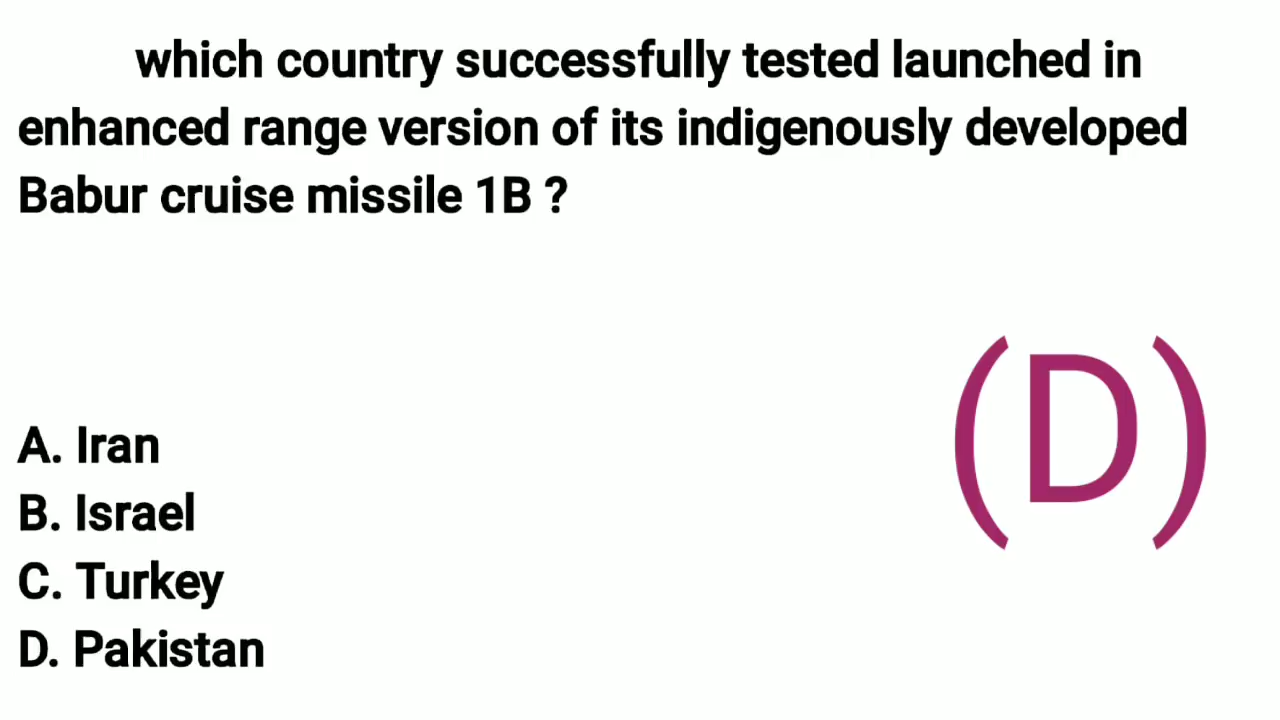 which country successfully tested launched in
enhanced range version of its indigenously developed
Babur cruise missile 1B ?
A. Iran
B. Israel
C. Turkey
D. Pakistan
(D)